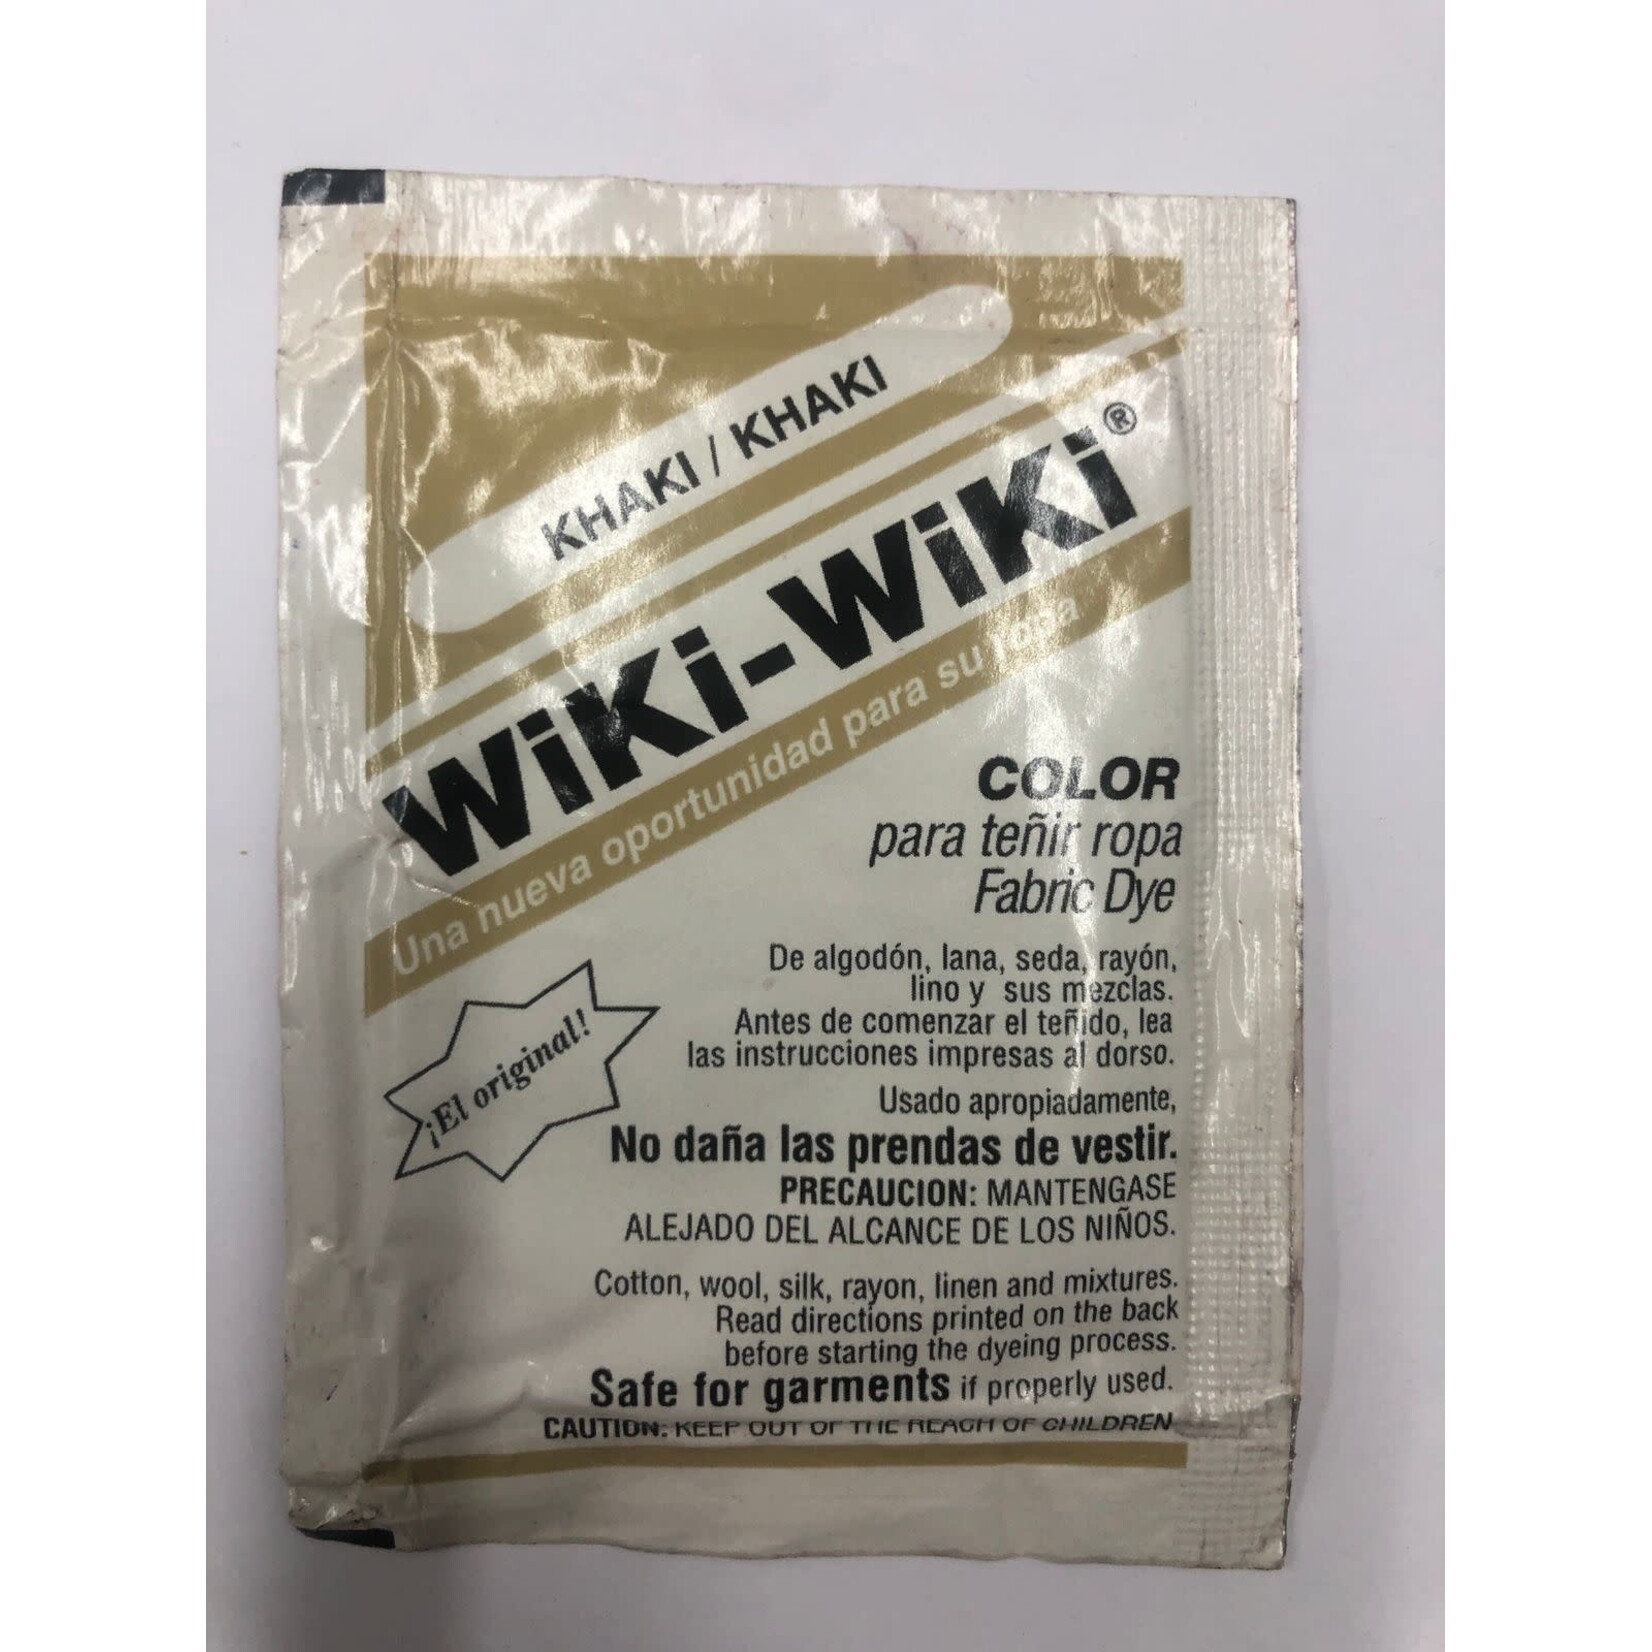 KHAKI / KHAKI
WiKi-WiKi®
Una nueva oportunidad para su ropa
COLOR
para teñir ropa
Fabric Dye
De algodón, lana, seda, rayón,
lino y sus mezclas.
Antes de comenzar el teñido, lea
las instrucciones impresas al dorso.
¡El original!
Usado apropiadamente,
No daña las prendas de vestir.
PRECAUCION: MANTENGASE
ALEJADO DEL ALCANCE DE LOS NIÑOS.
Cotton, wool, silk, rayon, linen and mixtures.
Read directions printed on the back
before starting the dyeing process.
Safe for garments if properly used.
CAUTION: KEEP OUT OF THE REACH OF CHILDREN